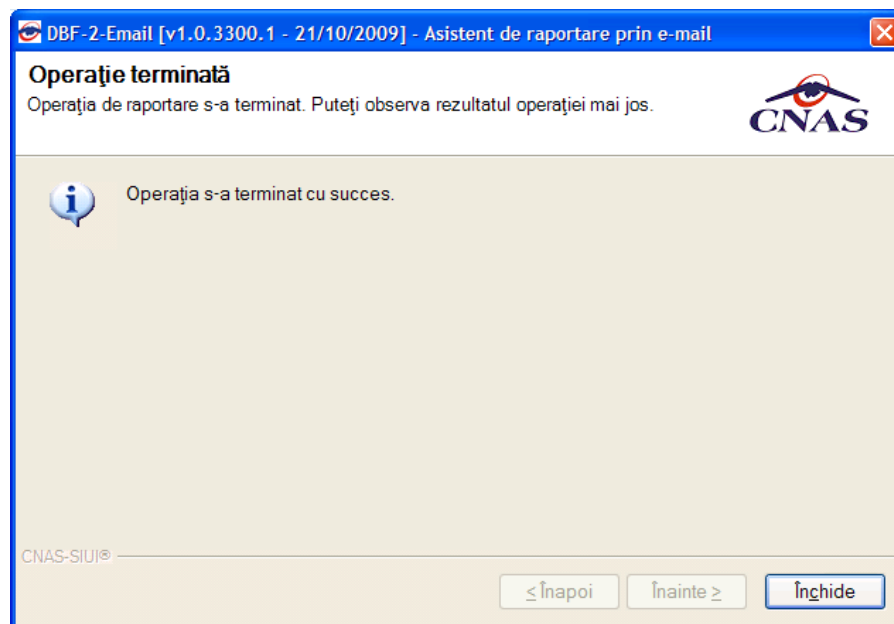 DBF-2-Email [v1.0.3300.1 - 21/10/2009] - Asistent de raportare prin e-mail
Operaţie terminată
Operaţia de raportare s-a terminat. Puteţi observa rezultatul operaţiei mai jos.
CNAS
Operaţia s-a terminat cu succes.
CNAS-SIUI®
< Înapoi
Înainte >
Închide